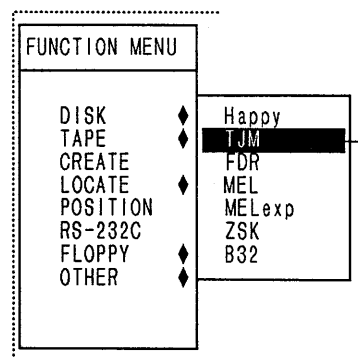 FUNCTION MENU
DISK ♦
TAPE ♦
CREATE
LOCATE ♦
POSITION
RS-232C
FLOPPY ♦
OTHER ♦
Happy
TJM
FDR
MEL
MELexp
ZSK
B32